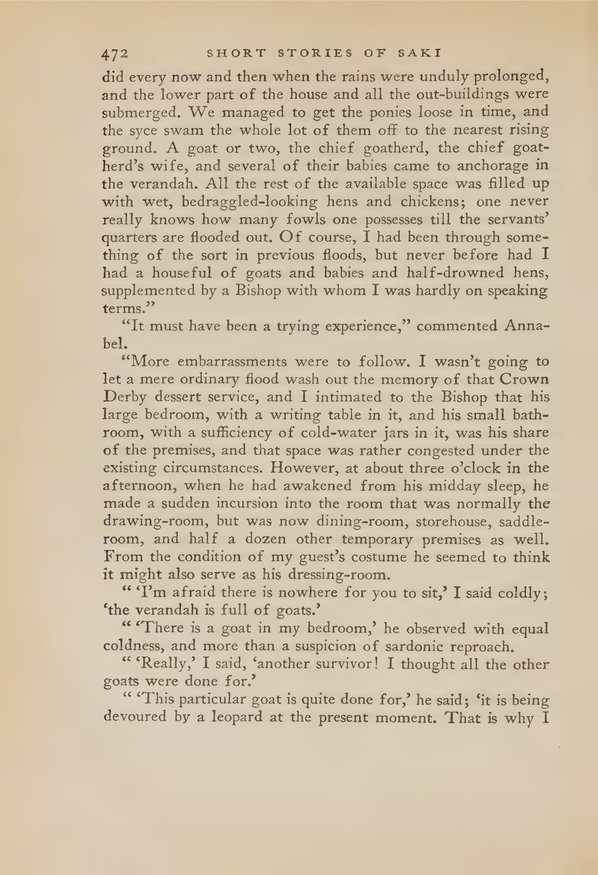 472 SHORT STORIES OF SAKI
did every now and then when the rains were unduly prolonged,
and the lower part of the house and all the out-buildings were
submerged. We managed to get the ponies loose in time, and
the syce swam the whole lot of them off to the nearest rising
ground. A goat or two, the chief goatherd, the chief goat-
herd's wife, and several of their babies came to anchorage in
the verandah. All the rest of the available space was filled up
with wet, bedraggled-looking hens and chickens; one never
really knows how many fowls one possesses till the servants'
quarters are flooded out. Of course, I had been through some-
thing of the sort in previous floods, but never before had I
had a houseful of goats and babies and half-drowned hens,
supplemented by a Bishop with whom I was hardly on speaking
terms.”
“It must have been a trying experience,” commented Anna-
bel.
“More embarrassments were to follow. I wasn't going to
let a mere ordinary flood wash out the memory of that Crown
Derby dessert service, and I intimated to the Bishop that his
large bedroom, with a writing table in it, and his small bath-
room, with a sufficiency of cold-water jars in it, was his share
of the premises, and that space was rather congested under the
existing circumstances. However, at about three o'clock in the
afternoon, when he had awakened from his midday sleep, he
made a sudden incursion into the room that was normally the
drawing-room, but was now dining-room, storehouse, saddle-
room, and half a dozen other temporary premises as well.
From the condition of my guest's costume he seemed to think
it might also serve as his dressing-room.
“ ‘I'm afraid there is nowhere for you to sit,’ I said coldly;
‘the verandah is full of goats.’
“ ‘There is a goat in my bedroom,’ he observed with equal
coldness, and more than a suspicion of sardonic reproach.
“ ‘Really,’ I said, ‘another survivor! I thought all the other
goats were done for.’
“ ‘This particular goat is quite done for,’ he said; ‘it is being
devoured by a leopard at the present moment. That is why I